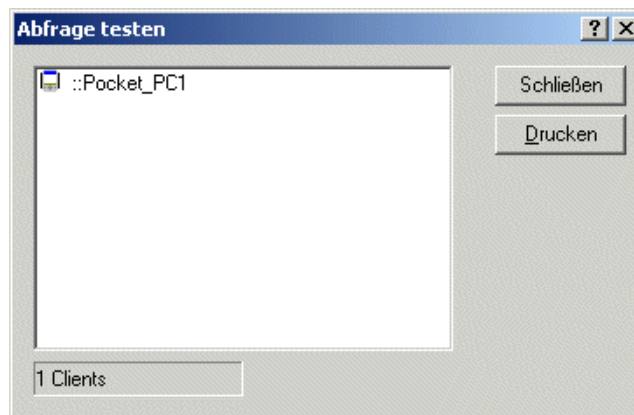 Abfrage testen
::Pocket_PC1
Schließen
Drucken
1 Clients